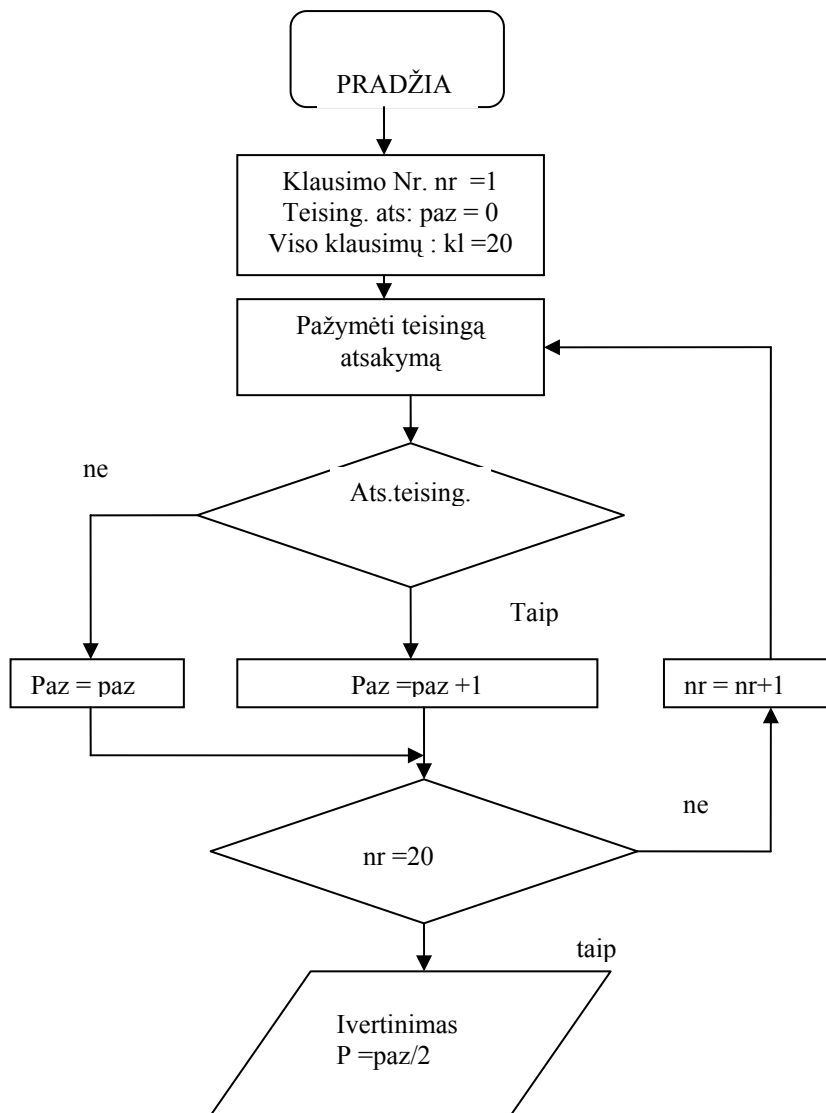 PRADŽIA
Klausimo Nr. nr =1
Teising. ats: paz = 0
Viso klausimų : kl =20
Pažymėti teisingą
atsakymą
ne
Ats.teising.
Taip
Paz = paz
Paz =paz +1
nr = nr+1
ne
nr =20
taip
Ivertinimas
P =paz/2